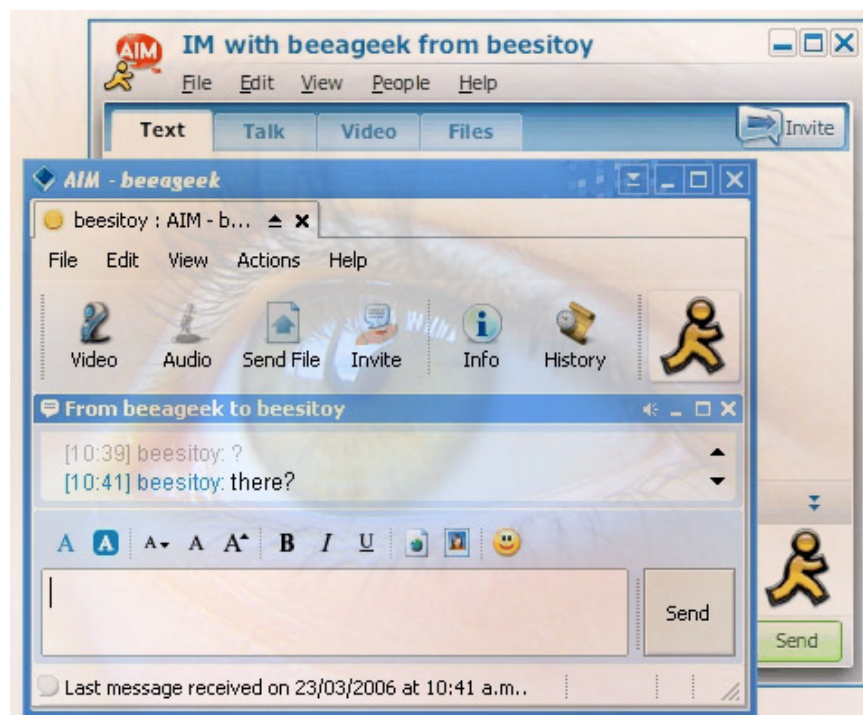 AIM
IM with beeageek from beesitoy
File Edit View People Help
Text Talk Video Files Invite
AIM - beeageek
beesitoy : AIM - b...
File Edit View Actions Help
Video Audio Send File Invite Info History
From beeageek to beesitoy
[10:39] beesitoy: ?
[10:41] beesitoy: there?
A A A A A B I U
Send
Send
Last message received on 23/03/2006 at 10:41 a.m..